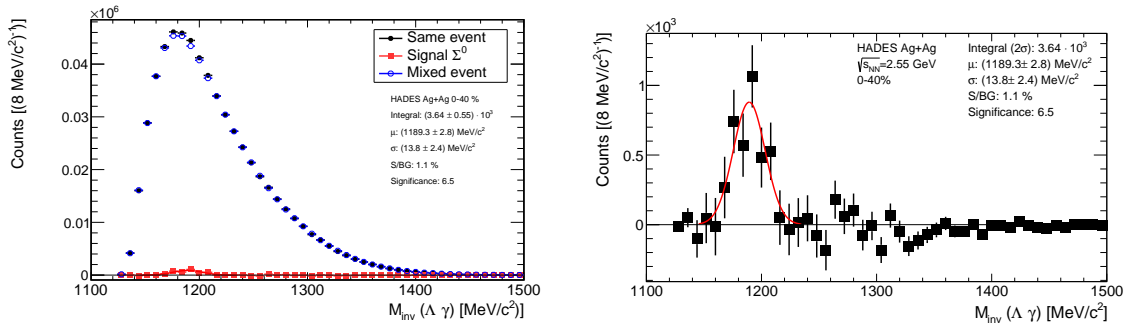 ×10⁶
Counts [(8 MeV/c²)⁻¹]
0.04
0.02
0.06
0.04
0.02
0.01
0
Same event
Signal Σ⁰
Mixed event
HADES Ag+Ag 0-40 %
Integral: (3.64 ± 0.55) · 10³
μ: (1189.3 ± 2.8) MeV/c²
σ: (13.8 ± 2.4) MeV/c²
S/BG: 1.1 %
Significance: 6.5
1100 1200 1300 1400 1500
M_inv (Λ γ) [MeV/c²)]
×10³
Counts [(8 MeV/c²)⁻¹]
1
0.5
0
HADES Ag+Ag
√s_NN=2.55 GeV
0-40%
Integral (2σ): 3.64 · 10³
μ: (1189.3± 2.8) MeV/c²
σ: (13.8± 2.4) MeV/c²
S/BG: 1.1 %
Significance: 6.5
1100 1200 1300 1400 1500
M_inv (Λ γ) [MeV/c²]